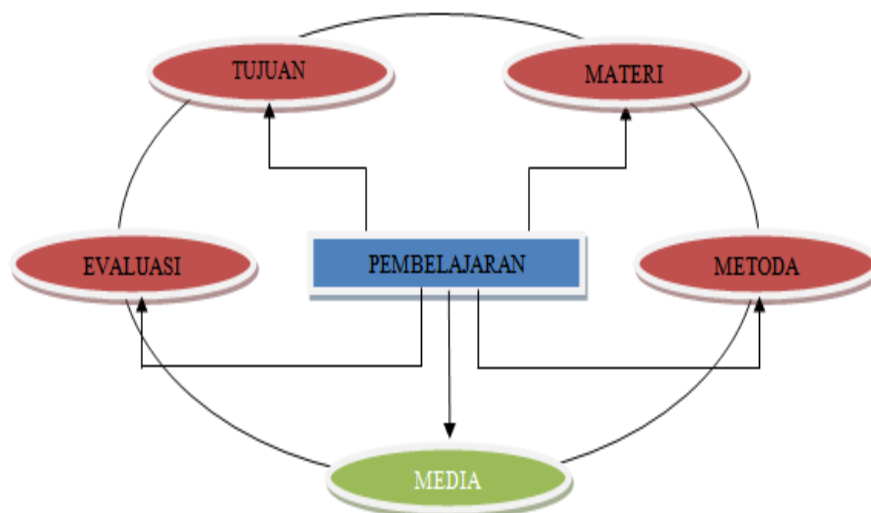 TUJUAN
MATERI
EVALUASI
PEMBELAJARAN
METODA
MEDIA